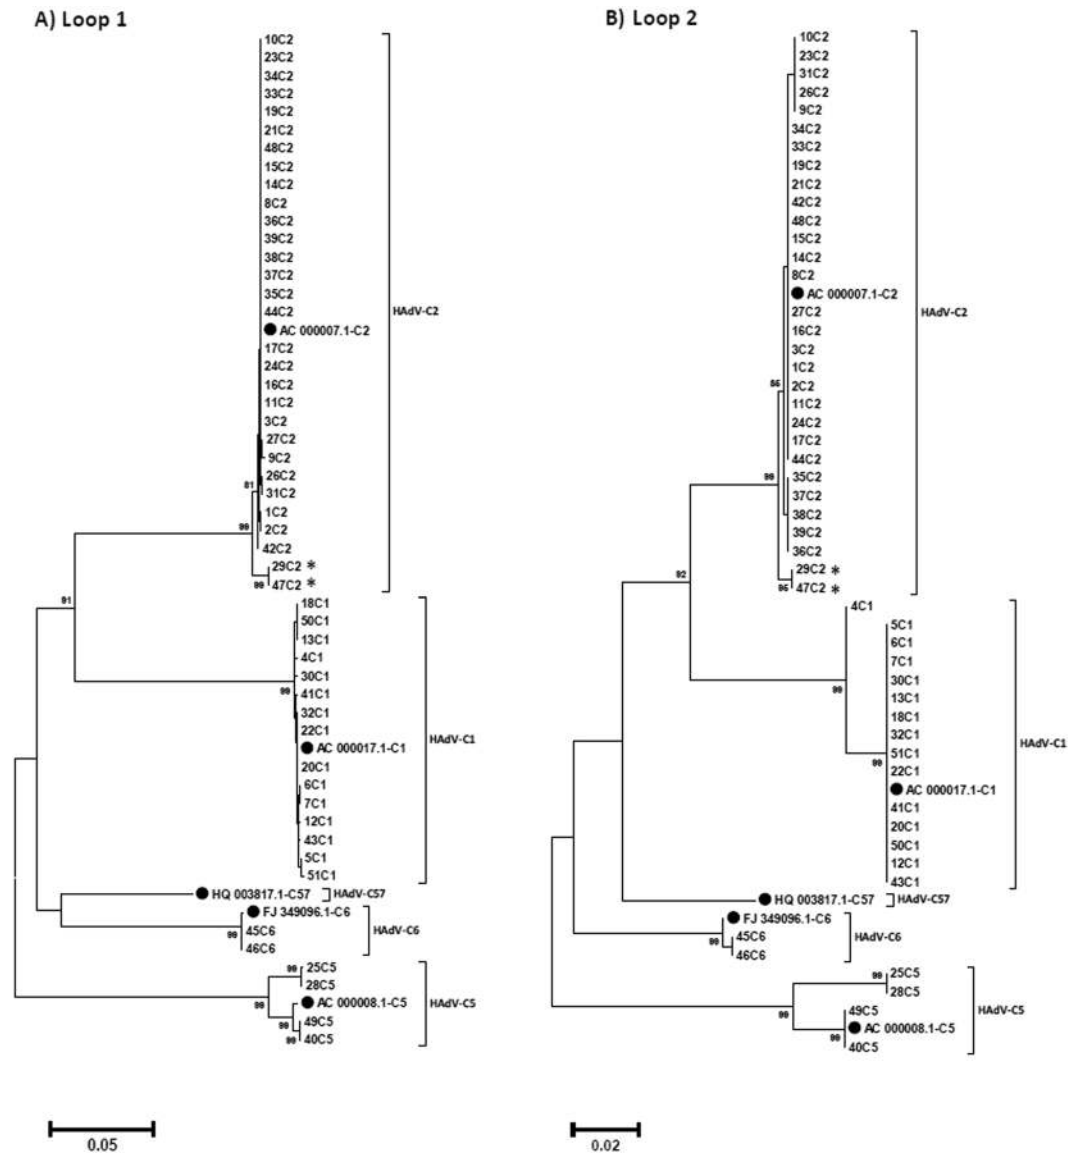 A) Loop 1
10C2
23C2
34C2
33C2
19C2
21C2
48C2
15C2
14C2
8C2
36C2
39C2
38C2
37C2
35C2
44C2
AC 000007.1-C2
17C2
24C2
16C2
11C2
3C2
27C2
9C2
26C2
31C2
1C2
2C2
42C2
29C2 *
47C2 *
HAdV-C2
81
99
99
91
18C1
50C1
13C1
4C1
30C1
41C1
32C1
22C1
AC 000017.1-C1
20C1
6C1
7C1
12C1
43C1
5C1
51C1
HAdV-C1
99
HQ 003817.1-C57
HAdV-C57
FJ 349096.1-C6
45C6
46C6
HAdV-C6
99
25C5
28C5
AC 000008.1-C5
49C5
40C5
HAdV-C5
99
99
99
99
0.05
B) Loop 2
10C2
23C2
31C2
26C2
9C2
34C2
33C2
19C2
21C2
42C2
48C2
15C2
14C2
8C2
AC 000007.1-C2
27C2
16C2
3C2
1C2
2C2
11C2
24C2
17C2
44C2
35C2
37C2
38C2
39C2
36C2
29C2 *
47C2 *
HAdV-C2
99
92
4C1
5C1
6C1
7C1
30C1
13C1
18C1
32C1
51C1
22C1
AC 000017.1-C1
41C1
20C1
50C1
12C1
43C1
HAdV-C1
99
99
HQ 003817.1-C57
HAdV-C57
FJ 349096.1-C6
45C6
46C6
HAdV-C6
99
25C5
28C5
49C5
AC 000008.1-C5
40C5
HAdV-C5
99
99
99
0.02